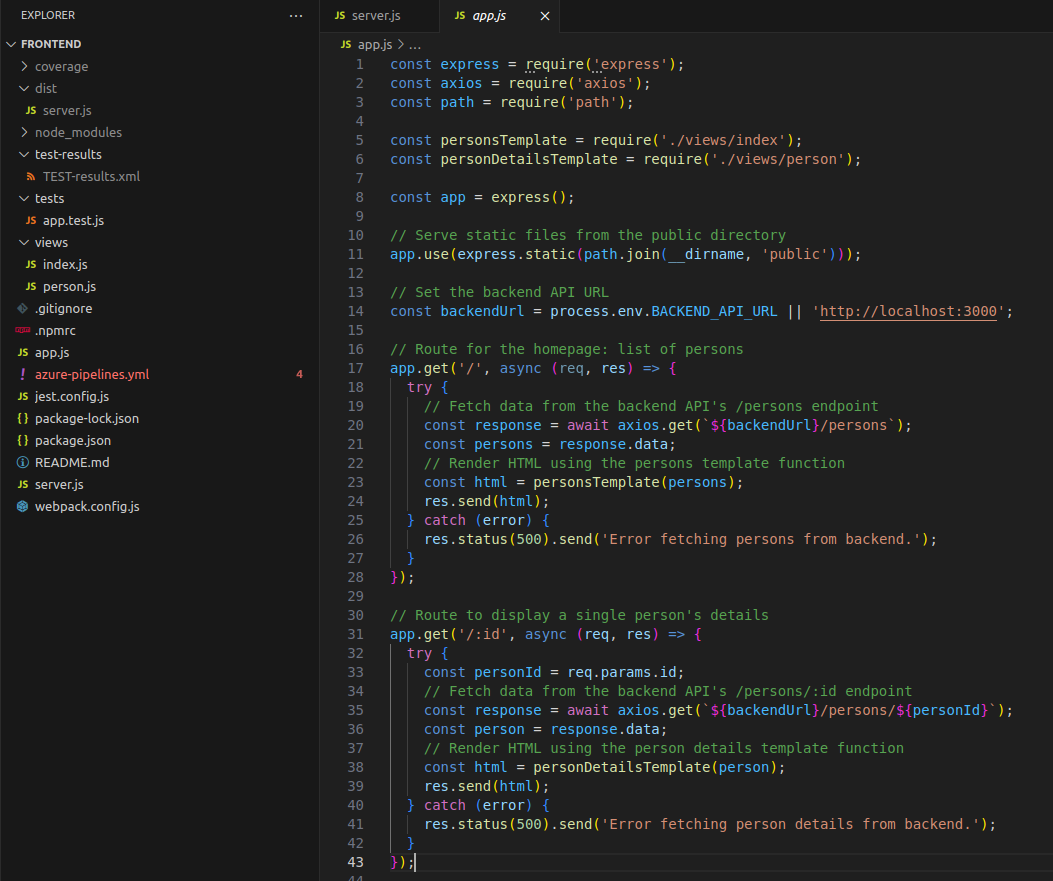 EXPLORER
...
FRONTEND
coverage
dist
JS server.js
node_modules
test-results
TEST-results.xml
tests
JS app.test.js
views
JS index.js
JS person.js
.gitignore
.npmrc
JS app.js
! azure-pipelines.yml 4
JS jest.config.js
{} package-lock.json
{} package.json
README.md
JS server.js
webpack.config.js
JS server.js
JS app.js
JS app.js > ...
1 const express = require('express');
2 const axios = require('axios');
3 const path = require('path');
4
5 const personsTemplate = require('./views/index');
6 const personDetailsTemplate = require('./views/person');
7
8 const app = express();
9
10 // Serve static files from the public directory
11 app.use(express.static(path.join(__dirname, 'public')));
12
13 // Set the backend API URL
14 const backendUrl = process.env.BACKEND_API_URL || 'http://localhost:3000';
15
16 // Route for the homepage: list of persons
17 app.get('/', async (req, res) => {
18   try {
19     // Fetch data from the backend API's /persons endpoint
20     const response = await axios.get(`${backendUrl}/persons`);
21     const persons = response.data;
22     // Render HTML using the persons template function
23     const html = personsTemplate(persons);
24     res.send(html);
25   } catch (error) {
26     res.status(500).send('Error fetching persons from backend.');
27   }
28 });
29
30 // Route to display a single person's details
31 app.get('/:id', async (req, res) => {
32   try {
33     const personId = req.params.id;
34     // Fetch data from the backend API's /persons/:id endpoint
35     const response = await axios.get(`${backendUrl}/persons/${personId}`);
36     const person = response.data;
37     // Render HTML using the person details template function
38     const html = personDetailsTemplate(person);
39     res.send(html);
40   } catch (error) {
41     res.status(500).send('Error fetching person details from backend.');
42   }
43 });
44